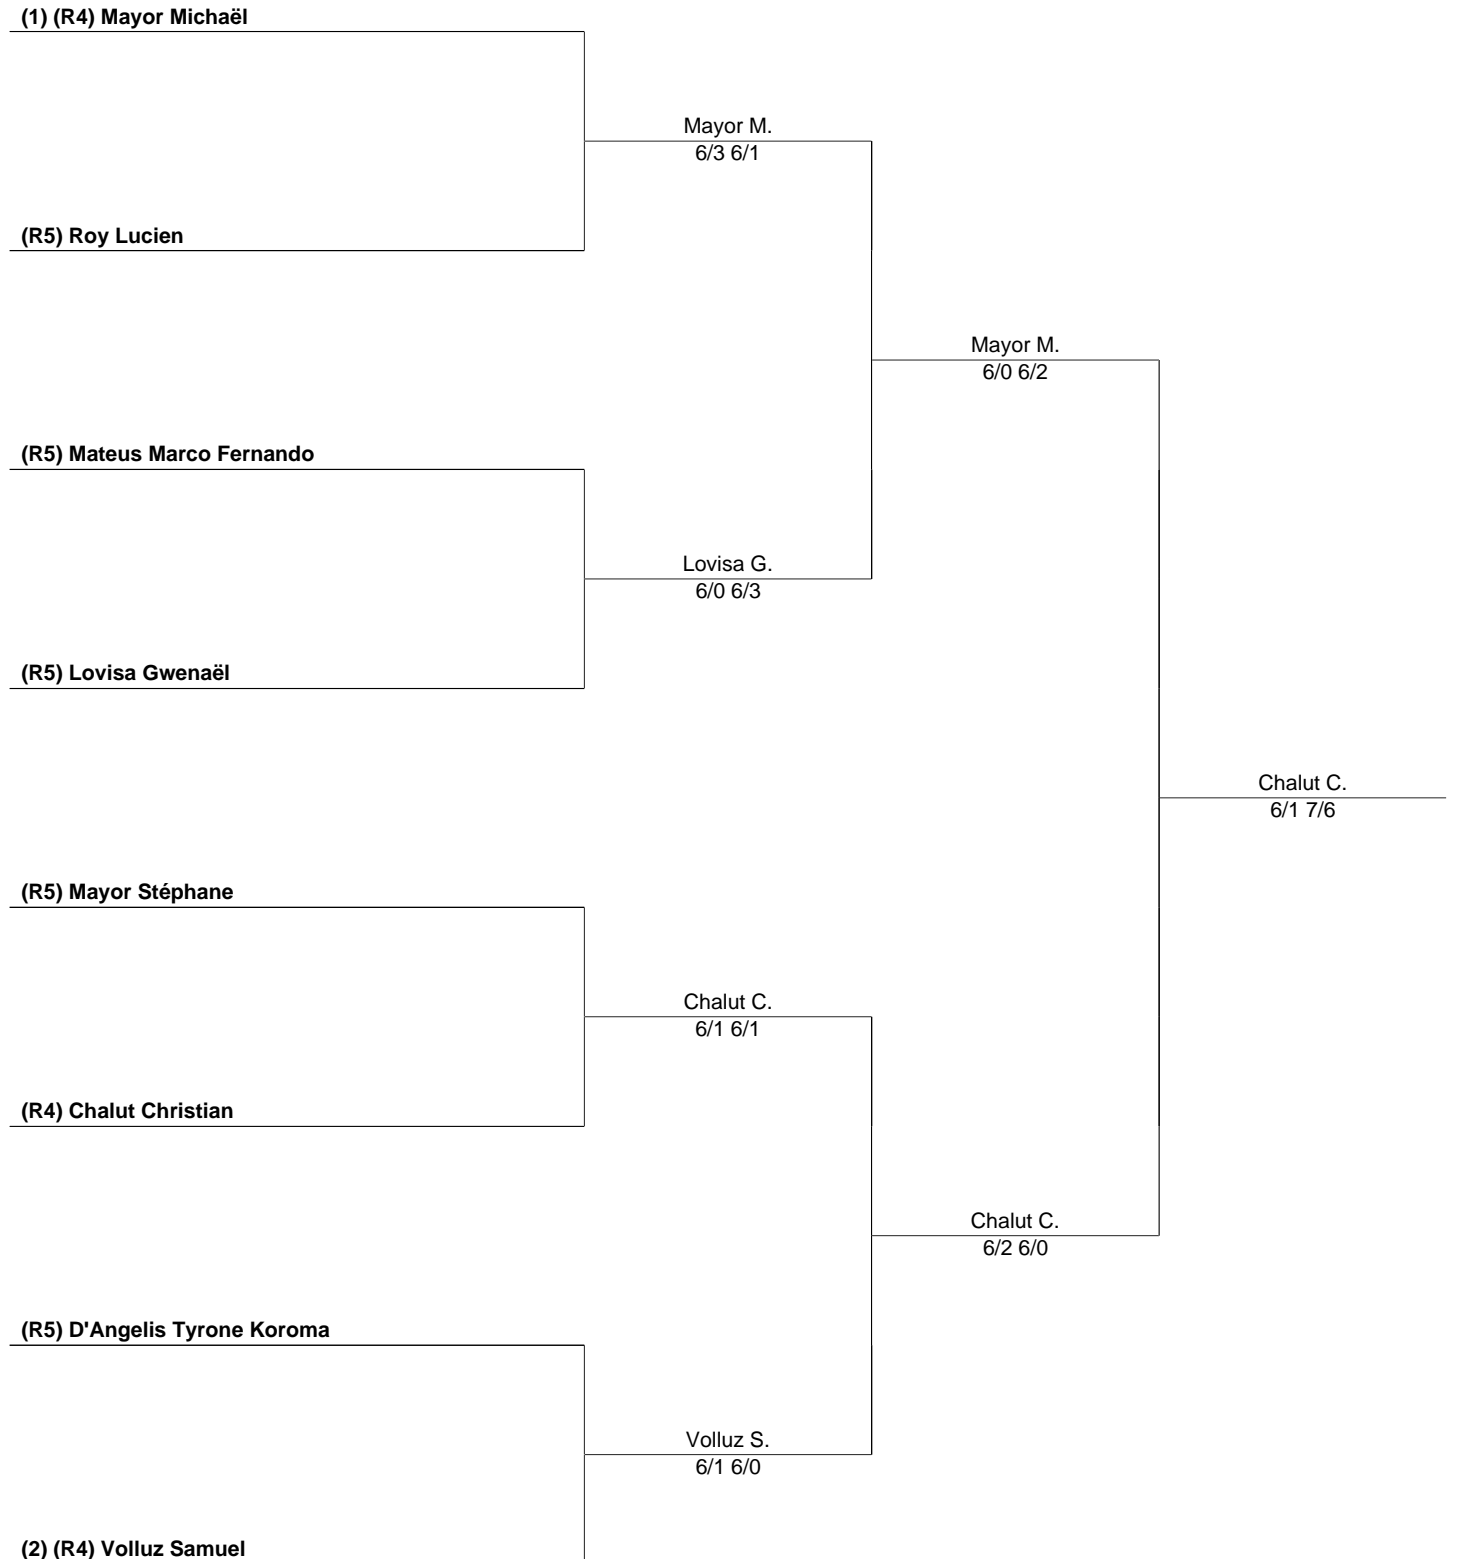 (1) (R4) Mayor Michaël
Mayor M.
6/3 6/1
(R5) Roy Lucien
Mayor M.
6/0 6/2
(R5) Mateus Marco Fernando
Lovisa G.
6/0 6/3
(R5) Lovisa Gwenaël
Chalut C.
6/1 7/6
(R5) Mayor Stéphane
Chalut C.
6/1 6/1
(R4) Chalut Christian
Chalut C.
6/2 6/0
(R5) D'Angelis Tyrone Koroma
Volluz S.
6/1 6/0
(2) (R4) Volluz Samuel